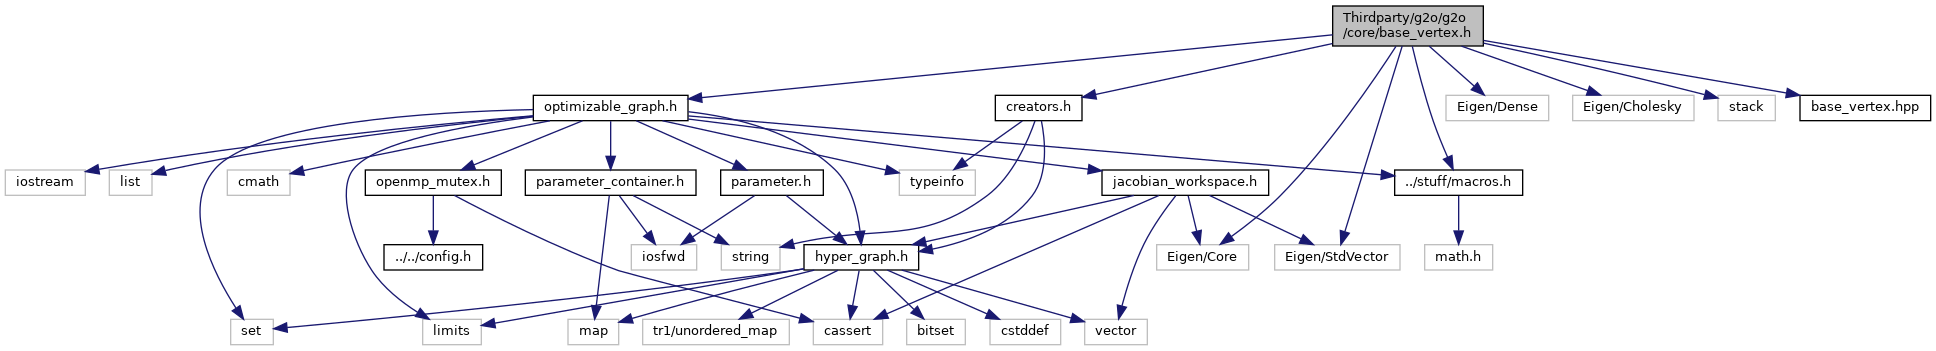 Thirdparty/g2o/g2o
/core/base_vertex.h
optimizable_graph.h
creators.h
Eigen/Dense
Eigen/Cholesky
stack
base_vertex.hpp
iostream
list
cmath
openmp_mutex.h
parameter_container.h
parameter.h
typeinfo
jacobian_workspace.h
../stuff/macros.h
../../config.h
iosfwd
string
hyper_graph.h
Eigen/Core
Eigen/StdVector
math.h
set
limits
map
tr1/unordered_map
cassert
bitset
cstddef
vector